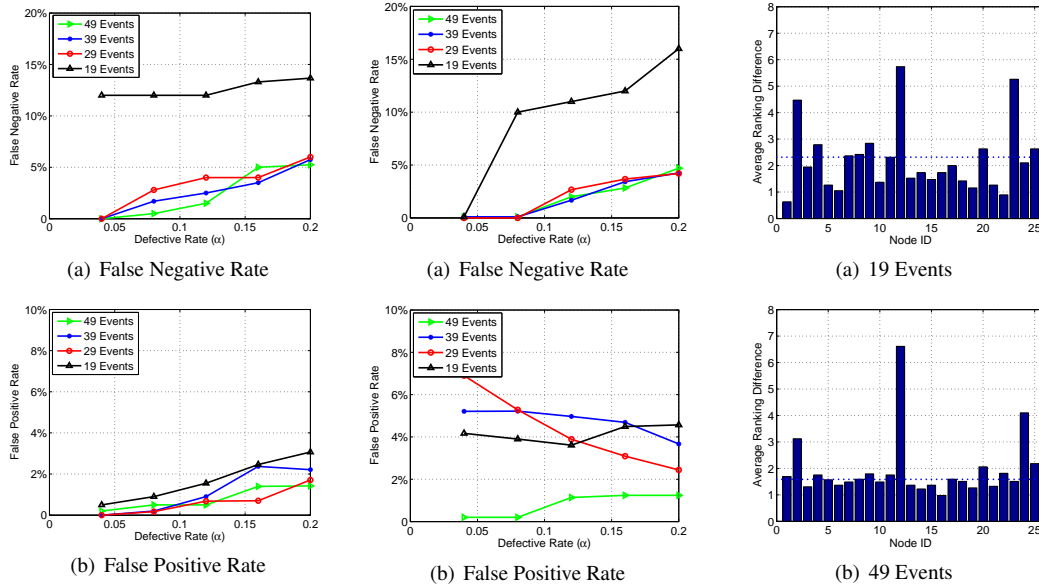 20%
15%
10%
5%
0
False Negative Rate
49 Events
39 Events
29 Events
19 Events
0
0.05
0.1
0.15
0.2
Defective Rate (α)
(a) False Negative Rate
20%
15%
10%
5%
0
False Negative Rate
49 Events
39 Events
29 Events
19 Events
0
0.05
0.1
0.15
0.2
Defective Rate (α)
(a) False Negative Rate
8
7
6
5
4
3
2
1
0
Average Ranking Difference
0
5
10
15
20
25
Node ID
(a) 19 Events
10%
8%
6%
4%
2%
0
False Positive Rate
49 Events
39 Events
29 Events
19 Events
0
0.05
0.1
0.15
0.2
Defective Rate (α)
(b) False Positive Rate
10%
8%
6%
4%
2%
0
False Positive Rate
49 Events
39 Events
29 Events
19 Events
0
0.05
0.1
0.15
0.2
Defective Rate (α)
(b) False Positive Rate
8
7
6
5
4
3
2
1
0
Average Ranking Difference
0
5
10
15
20
25
Node ID
(b) 49 Events